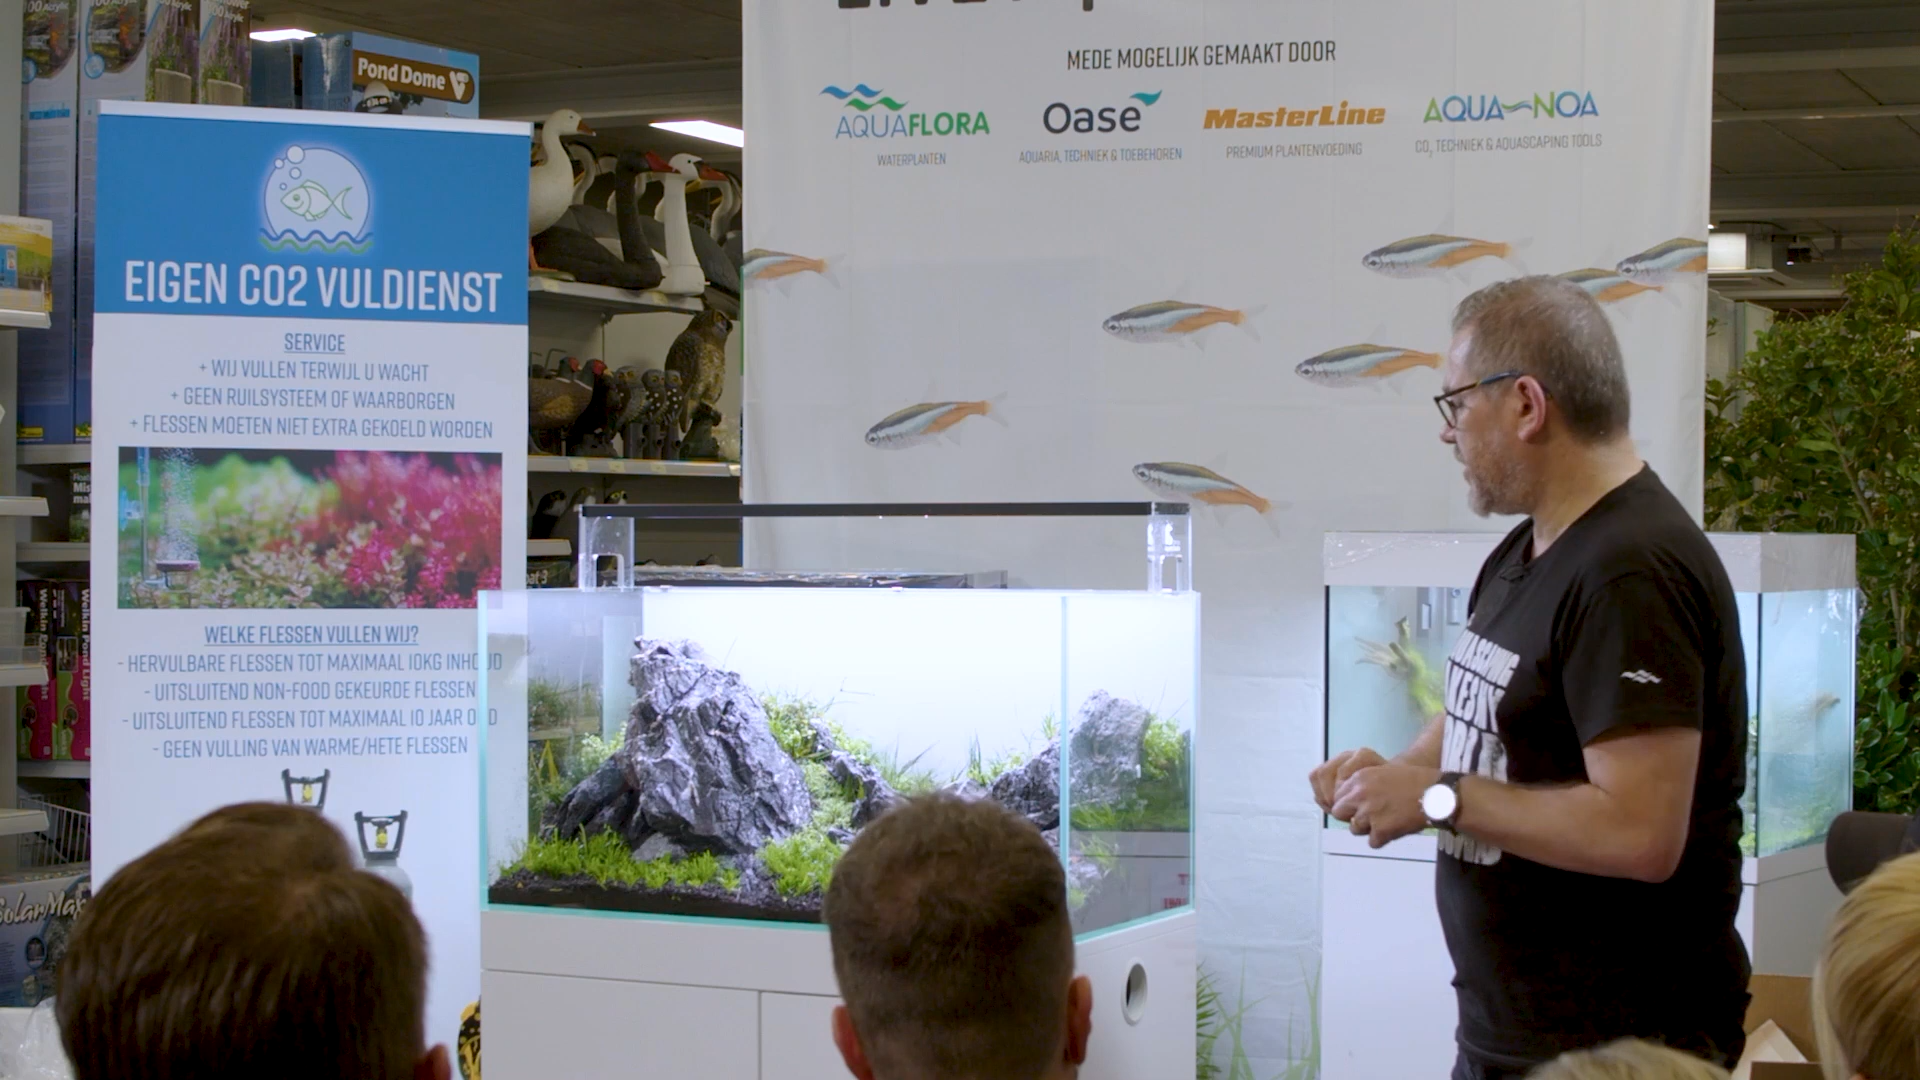 MEDE MOGELIJK GEMAAKT DOOR
AQUAFLORA
WATERPLANTEN
Oase
AQUARIA, TECHNIEK & TOEBEHOREN
MasterLine
PREMIUM PLANTENVOEDING
AQUA NOA
CO2 TECHNIEK & AQUASCAPING TOOLS
Pond Dome
EIGEN CO2 VULDIENST
SERVICE
+ WIJ VULLEN TERWIJL U WACHT
+ GEEN RUILSYSTEEM OF WAARBORGEN
+ FLESSEN MOETEN NIET EXTRA GEKOELD WORDEN
WELKE FLESSEN VULLEN WIJ?
- HERVULBARE FLESSEN TOT MAXIMAAL 10KG INHOUD
- UITSLUITEND NON-FOOD GEKEURDE FLESSEN
- UITSLUITEND FLESSEN TOT MAXIMAAL 10 JAAR OUD
- GEEN VULLING VAN WARME/HETE FLESSEN
Pond Light
SolarMax